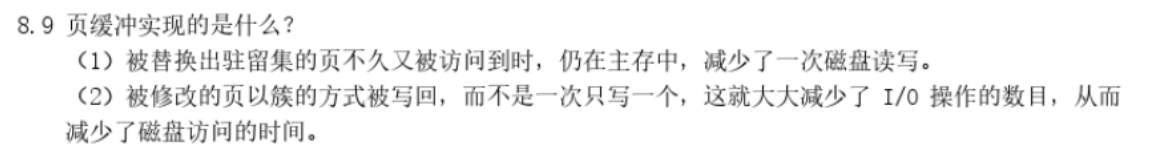 8.9 页缓冲实现的是什么？
（1）被替换出驻留集的页不久又被访问到时，仍在主存中，减少了一次磁盘读写。
（2）被修改的页以簇的方式被写回，而不是一次只写一个，这就大大减少了 I/O 操作的数目，从而
减少了磁盘访问的时间。